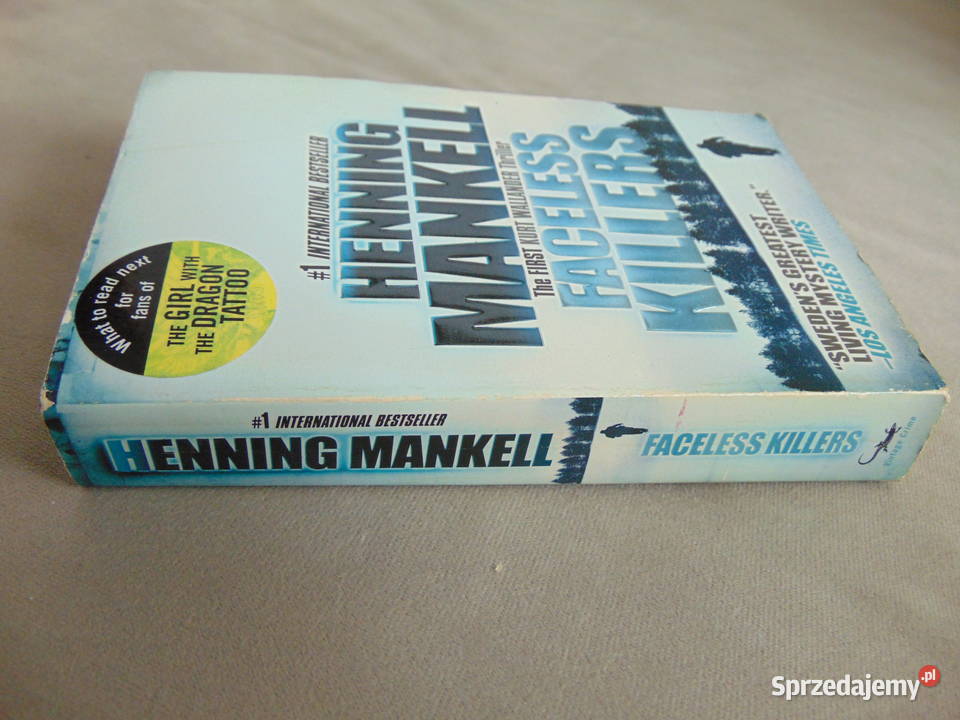 #1 INTERNATIONAL BESTSELLER
HENNING
MANKELL
The FIRST KURT WALLANDER Thriller
FACELESS
KILLERS
"SWEDEN'S GREATEST
LIVING MYSTERY WRITER."
—LOS ANGELES TIMES
What to read next
for
fans of
THE GIRL WITH
THE DRAGON
TATTOO
#1 INTERNATIONAL BESTSELLER
HENNING MANKELL
FACELESS KILLERS
Vintage Crime
Sprzedajemy.pl